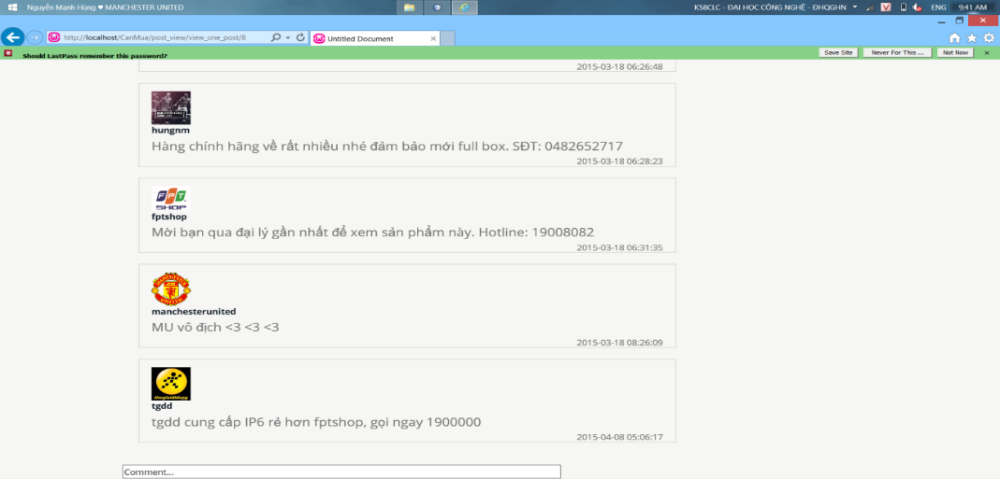 Nguyễn Mạnh Hùng ♥ MANCHESTER UNITED
K58CLC - ĐẠI HỌC CÔNG NGHỆ - ĐHQGHN
V
ENG
9:41 AM
http://localhost/CanMua/post_view/view_one_post/8
Untitled Document
Should LastPass remember this password?
Save Site
Never For This ...
Not Now
2015-03-18 06:26:48
hungnm
Hàng chính hãng về rất nhiều nhé đảm bảo mới full box. SĐT: 0482652717
2015-03-18 06:28:23
FPT.
SHOP
fptshop
Mời bạn qua đại lý gần nhất để xem sản phẩm này. Hotline: 19008082
2015-03-18 06:31:35
MANCHESTER
UNITED
manchesterunited
MU vô địch <3 <3 <3
2015-03-18 08:26:09
thegioididong
tgdd
tgdd cung cấp IP6 rẻ hơn fptshop, gọi ngay 1900000
2015-04-08 05:06:17
Comment...